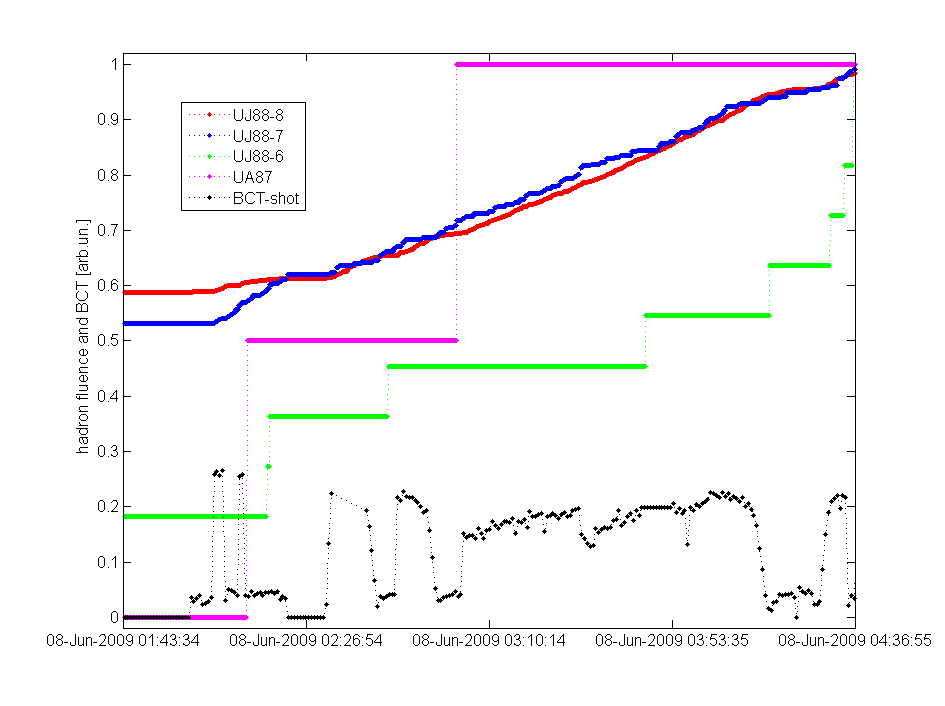 1
0.9
0.8
0.7
0.6
0.5
0.4
0.3
0.2
0.1
0
hadron fluence and BCT [arb.un.]
UJ88-8
UJ88-7
UJ88-6
UA87
BCT-shot
08-Jun-2009 01:43:34
08-Jun-2009 02:26:54
08-Jun-2009 03:10:14
08-Jun-2009 03:53:35
08-Jun-2009 04:36:55